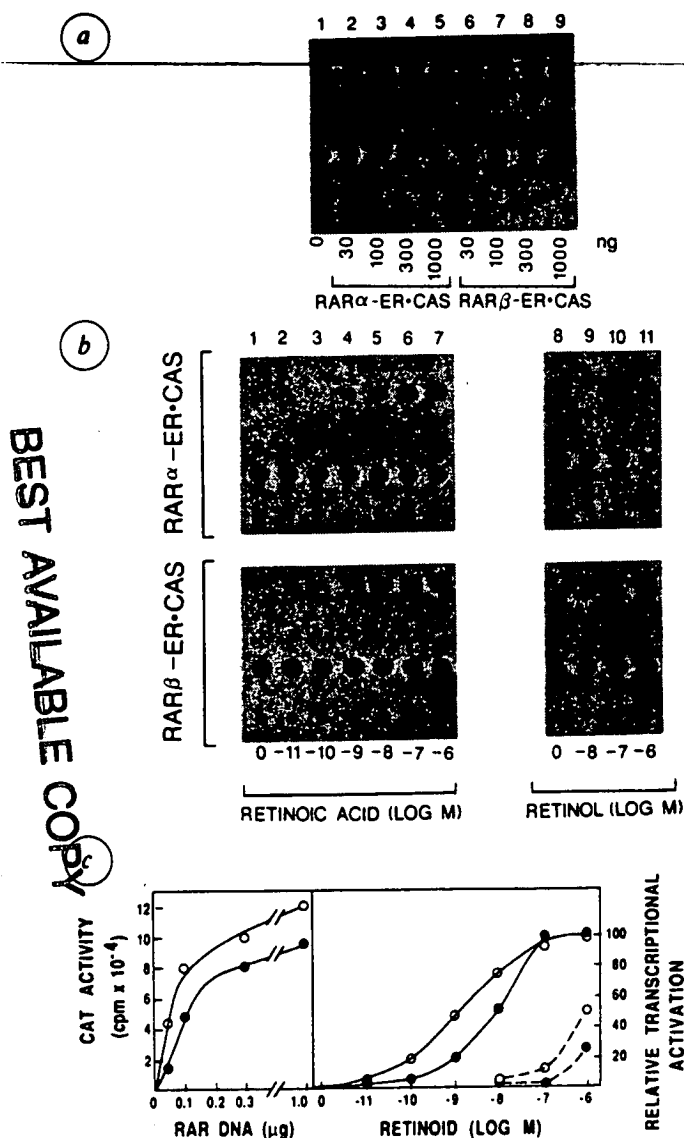 a
1 2 3 4 5 6 7 8 9
0 30 100 300 1000 30 100 300 1000 ng
RARα-ER•CAS RARβ-ER•CAS
b
1 2 3 4 5 6 7 8 9 10 11
RARα-ER•CAS
RARβ-ER•CAS
0 -11 -10 -9 -8 -7 -6 0 -8 -7 -6
RETINOIC ACID (LOG M) RETINOL (LOG M)
BEST AVAILABLE COPY
c
CAT ACTIVITY
(cpm x 10⁻⁴)
12
10
8
6
4
2
100
80
60
40
20
RELATIVE TRANSCRIPTIONAL
ACTIVATION
0 0.1 0.3 1.0 0 -11 -10 -9 -8 -7 -6
RAR DNA (μg) RETINOID (LOG M)